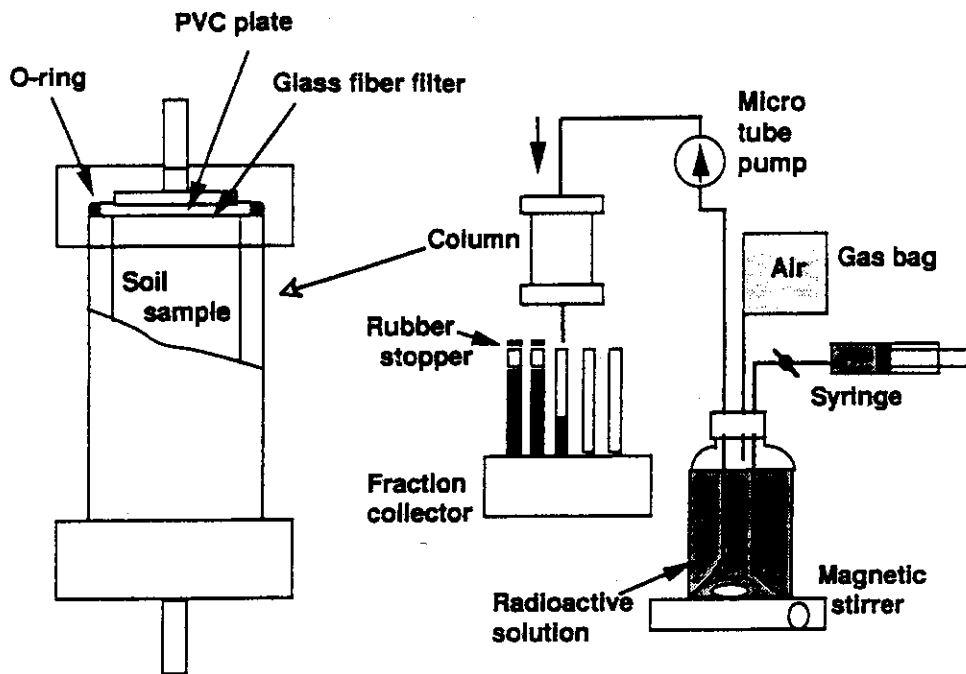 PVC plate
O-ring
Glass fiber filter
Soil
sample
Column
Micro
tube
pump
Air
Gas bag
Rubber
stopper
Syringe
Fraction
collector
Radioactive
solution
Magnetic
stirrer